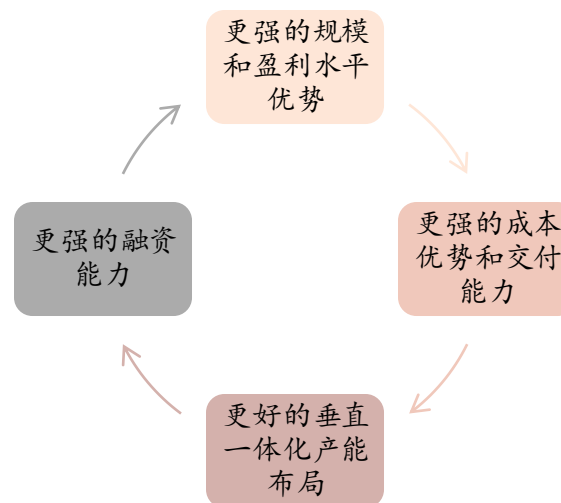 更强的规模
和盈利水平
优势
更强的成本
优势和交付
能力
更好的垂直
一体化产能
布局
更强的融资
能力